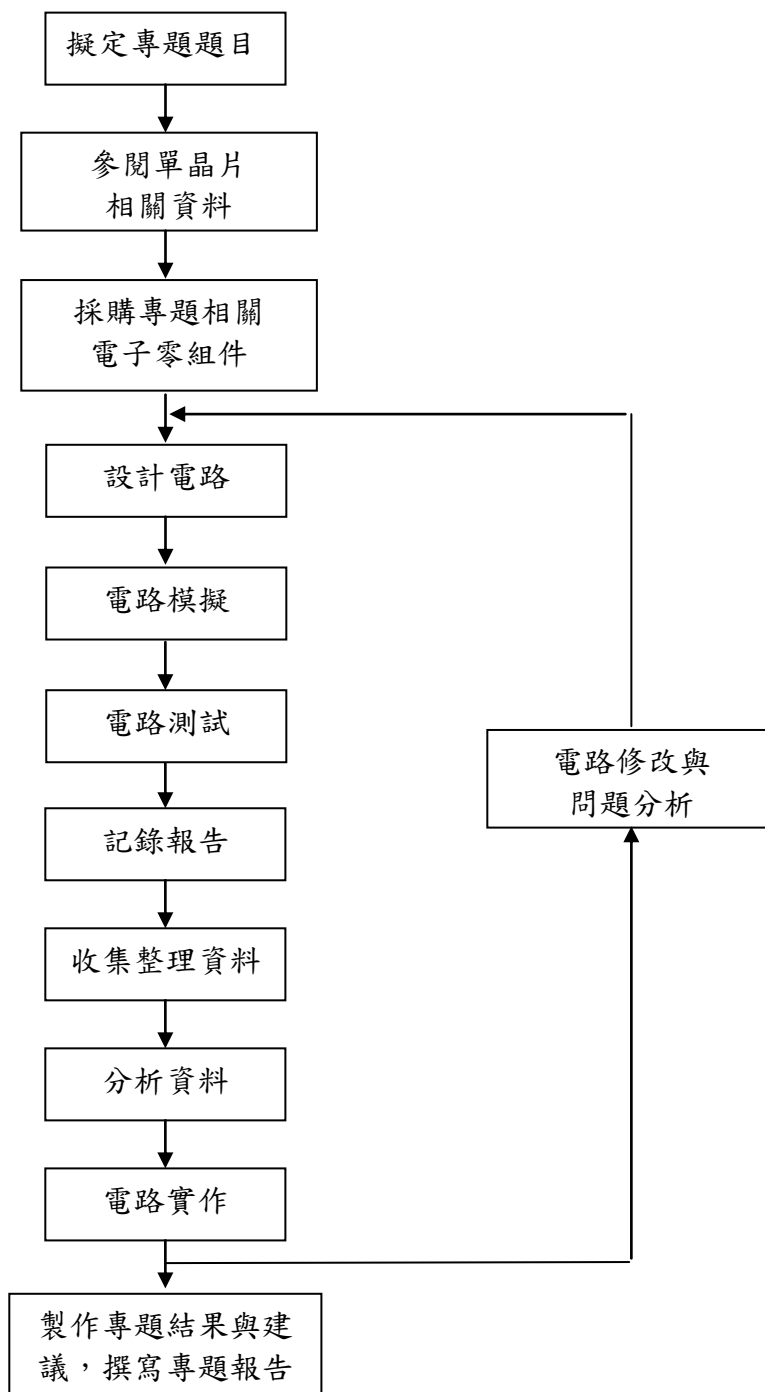 擬定專題題目
參閱單晶片
相關資料
採購專題相關
電子零組件
設計電路
電路模擬
電路測試
電路修改與
問題分析
記錄報告
收集整理資料
分析資料
電路實作
製作專題結果與建
議，撰寫專題報告